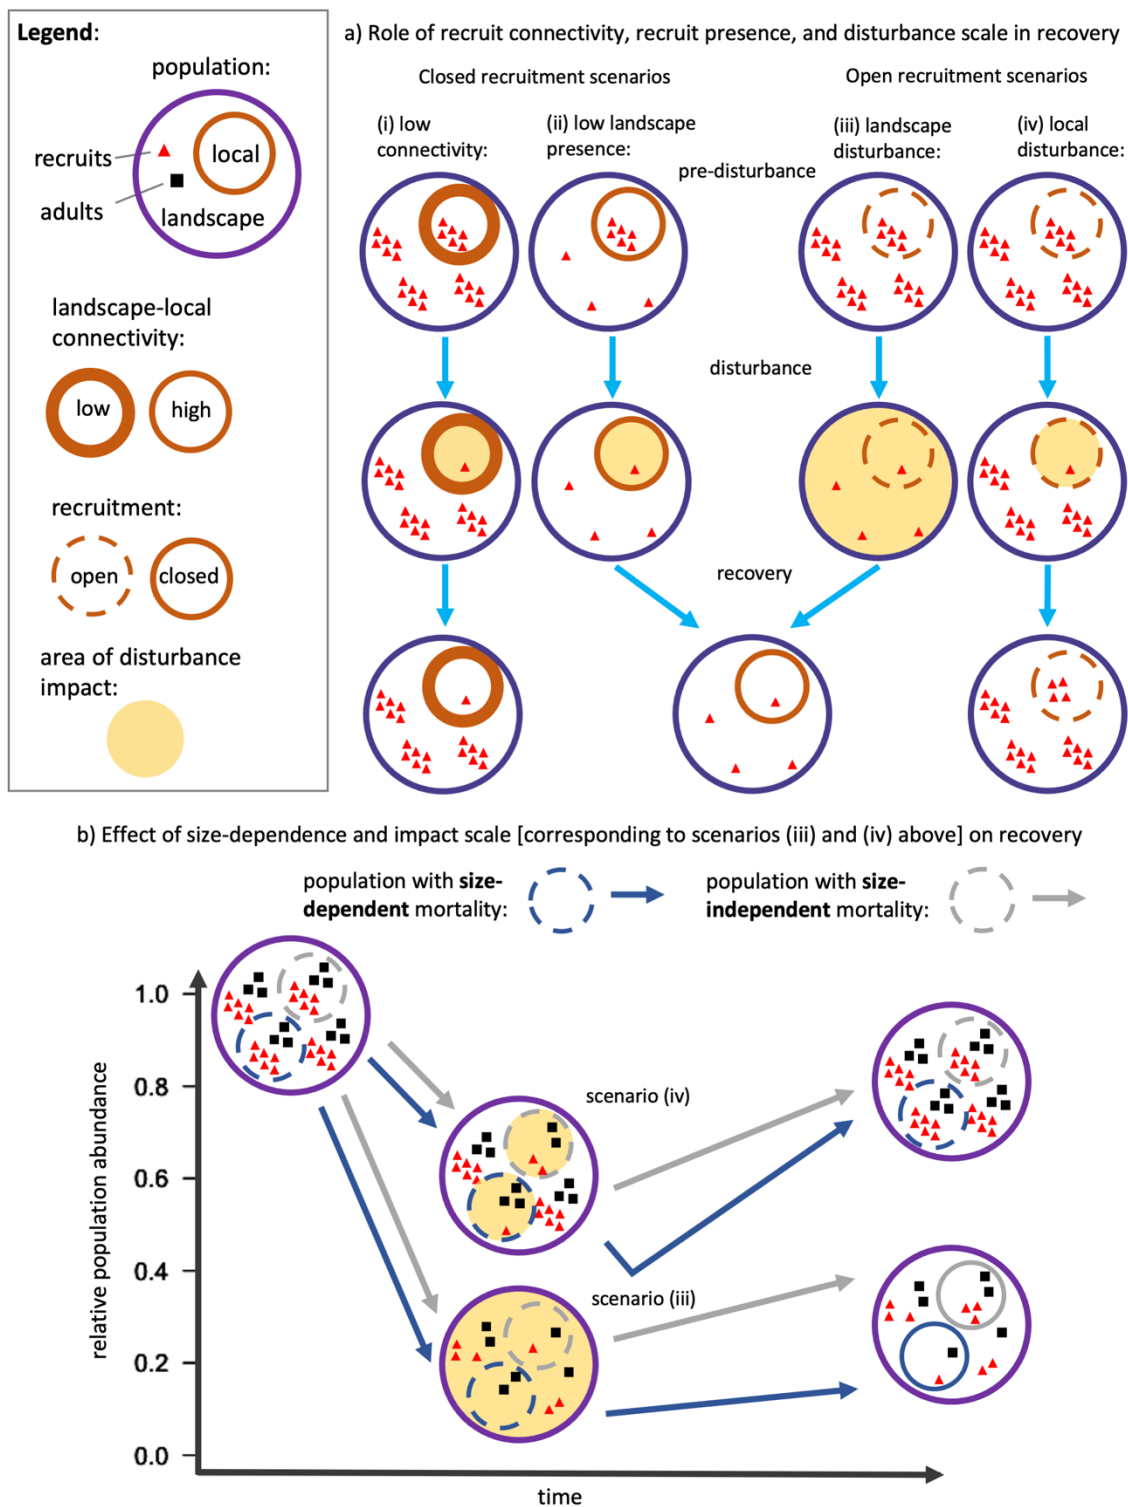 Legend:
population:
recruits
local
adults
landscape
landscape-local
connectivity:
low
high
recruitment:
open
closed
area of disturbance
impact:
a) Role of recruit connectivity, recruit presence, and disturbance scale in recovery
Closed recruitment scenarios
Open recruitment scenarios
(i) low
connectivity:
(ii) low landscape
presence:
(iii) landscape
disturbance:
(iv) local
disturbance:
pre-disturbance
disturbance
recovery
b) Effect of size-dependence and impact scale [corresponding to scenarios (iii) and (iv) above] on recovery
population with size-
dependent mortality:
population with size-
independent mortality:
relative population abundance
1.0
0.8
0.6
0.4
0.2
0.0
scenario (iv)
scenario (iii)
time